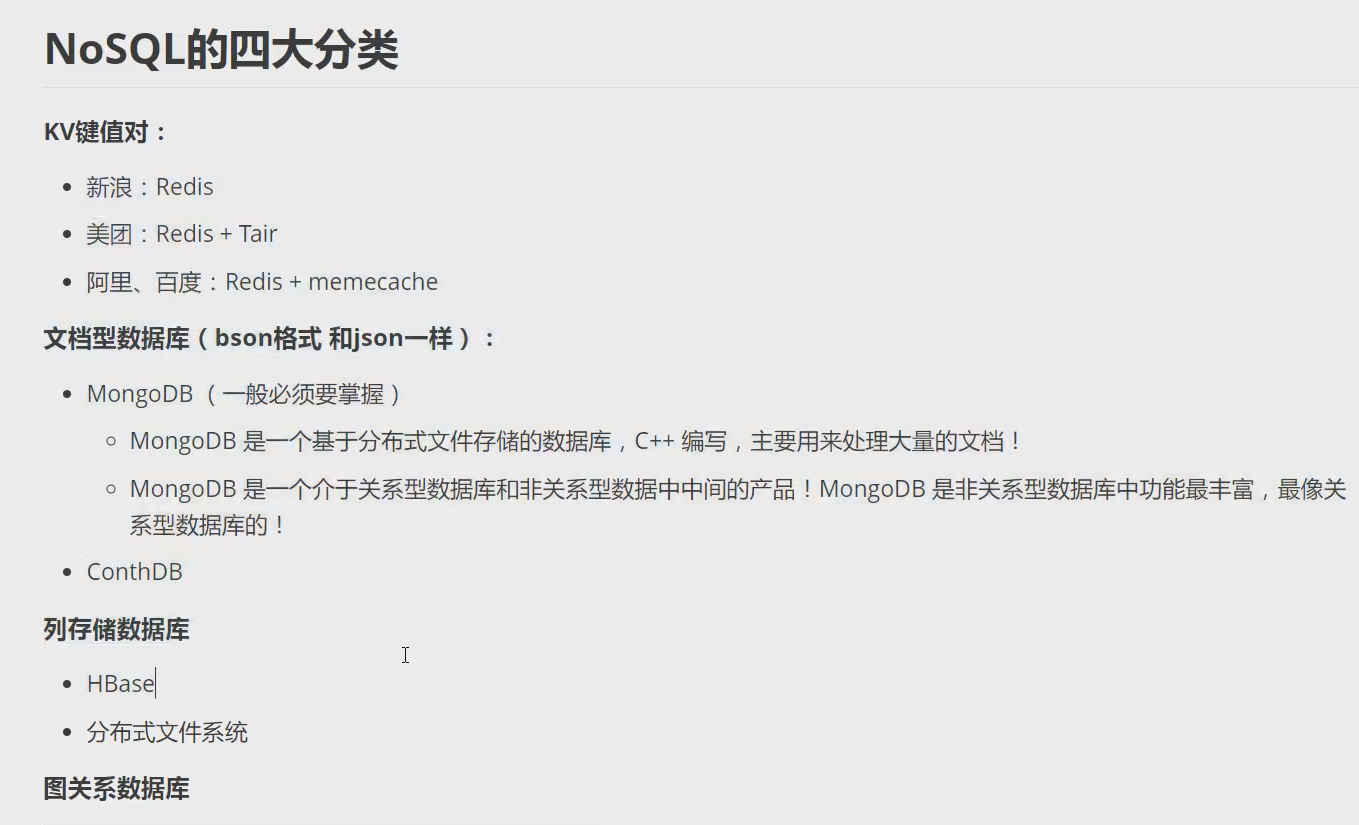 NoSQL的四大分类
KV键值对：
新浪：Redis
美团：Redis + Tair
阿里、百度：Redis + memecache
文档型数据库（bson格式 和json一样）：
MongoDB （一般必须要掌握）
MongoDB 是一个基于分布式文件存储的数据库，C++ 编写，主要用来处理大量的文档！
MongoDB 是一个介于关系型数据库和非关系型数据中中间的产品！MongoDB 是非关系型数据库中功能最丰富，最像关
系型数据库的！
ConthDB
列存储数据库
HBase
分布式文件系统
图关系数据库